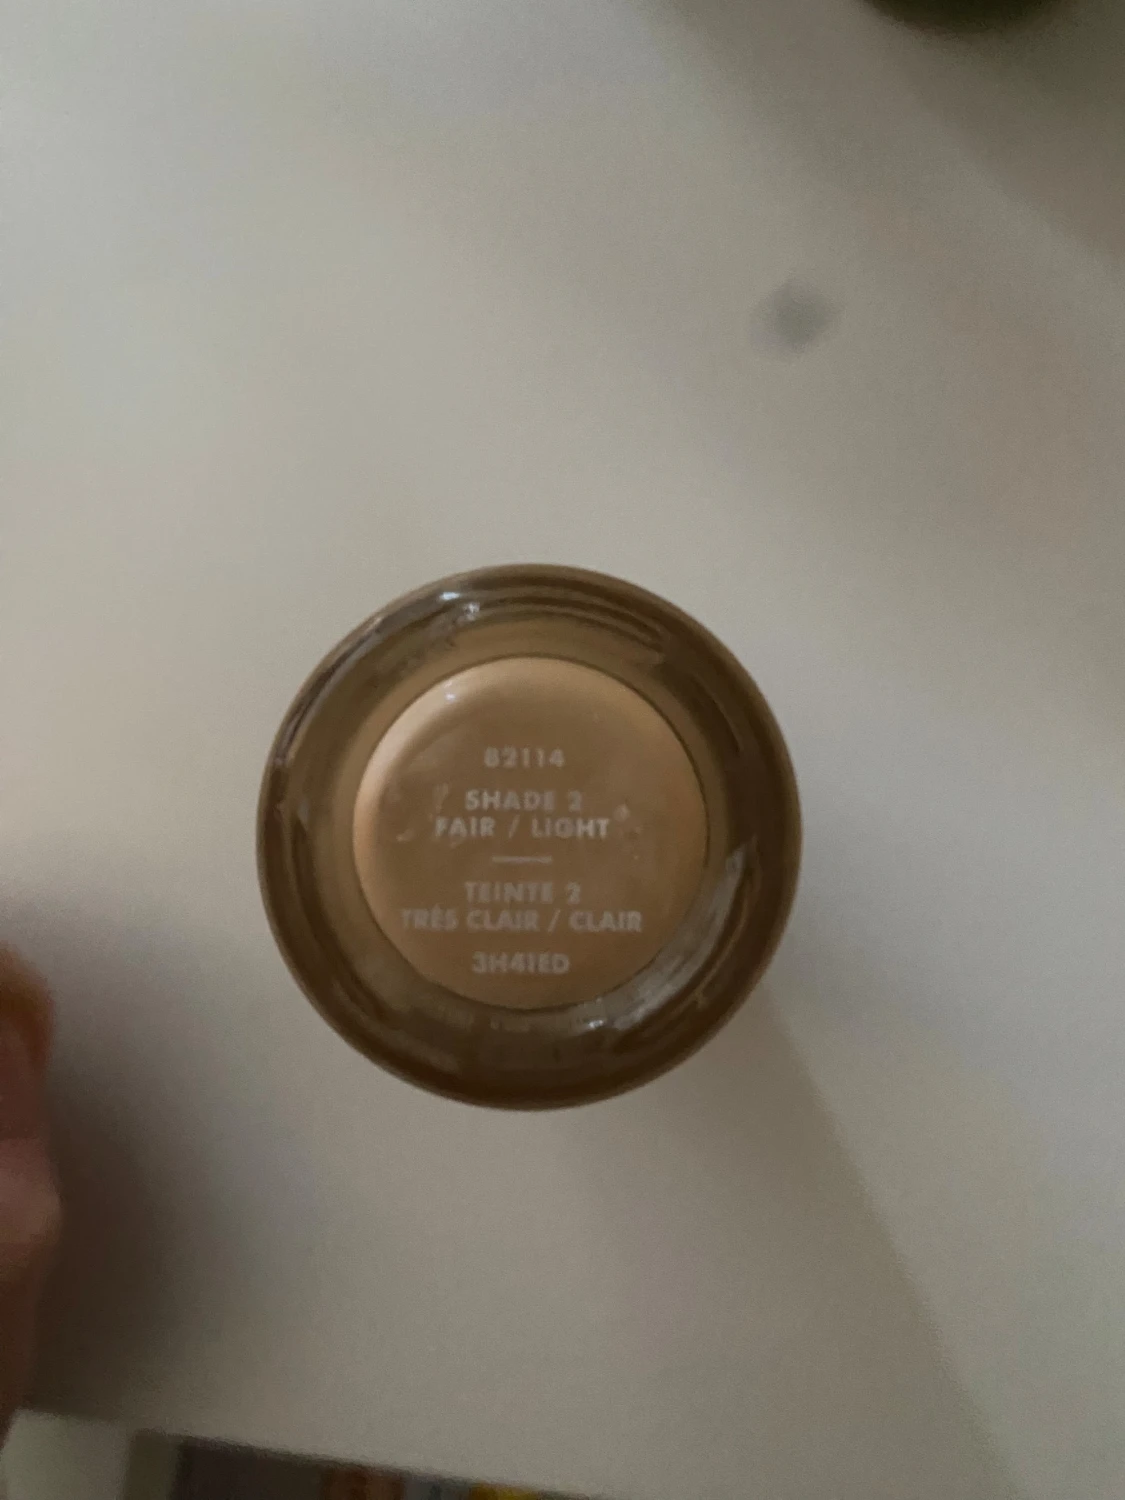 82114
SHADE 2
FAIR / LIGHT
TEINTE 2
TRÈS CLAIR / CLAIR
3H41ED